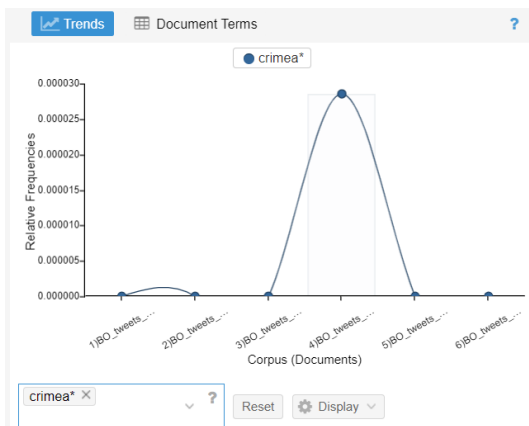 Trends Document Terms ?
crimea*
0.000030
0.000025
0.000020
0.000015
0.000010
0.000005
0.000000
Relative Frequencies
1)BO_tweets_... 2)BO_tweets_... 3)BO_tweets_... 4)BO_tweets_... 5)BO_tweets_... 6)BO_tweets_...
Corpus (Documents)
crimea* × ? Reset Display